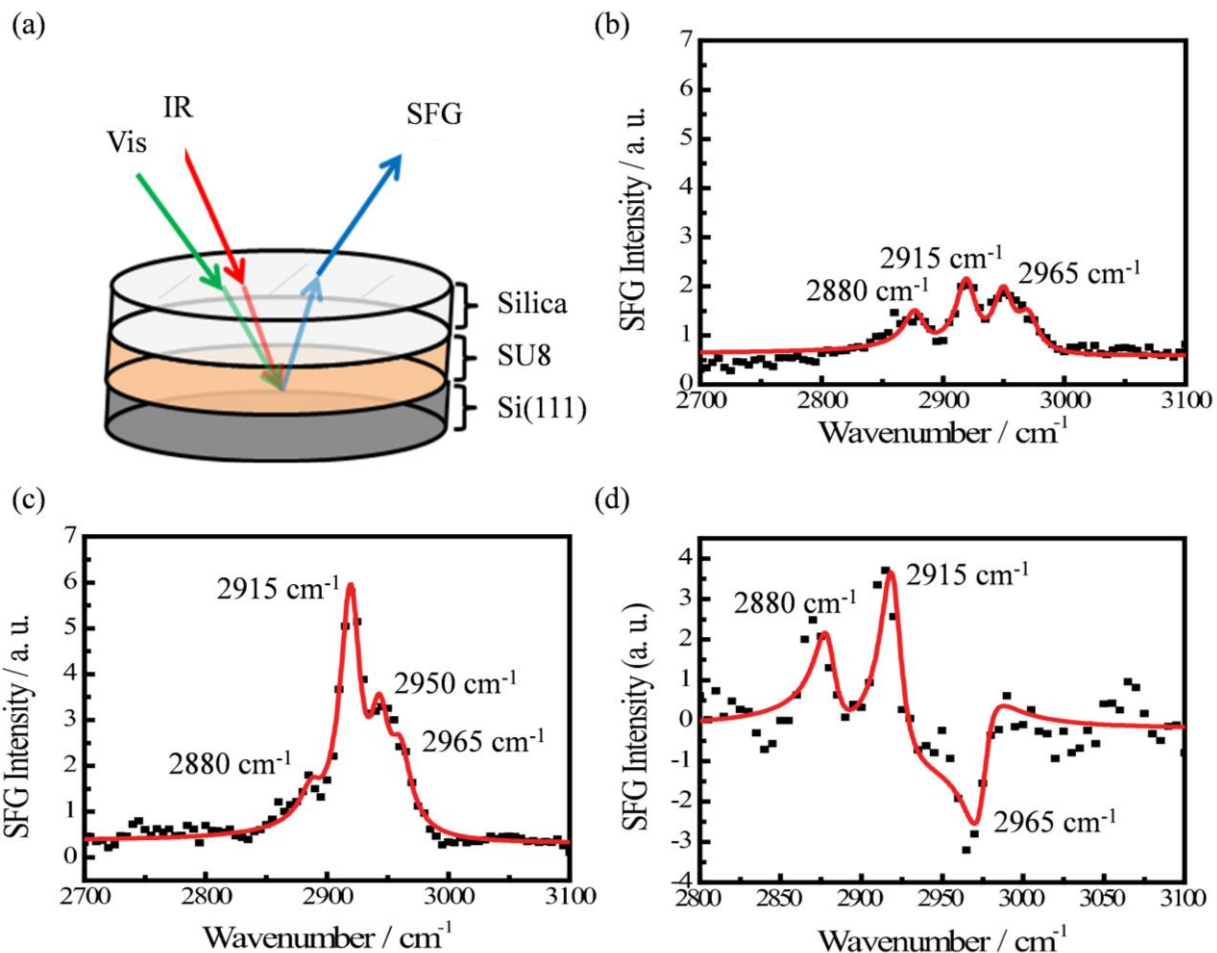 (a)
IR
Vis
SFG
Silica
SU8
Si(111)
(b)
7
6
5
4
3
2
1
0
SFG Intensity / a. u.
2880 cm⁻¹
2915 cm⁻¹
2965 cm⁻¹
2700 2800 2900 3000 3100
Wavenumber / cm⁻¹
(c)
7
6
5
4
3
2
1
0
SFG Intensity / a. u.
2915 cm⁻¹
2950 cm⁻¹
2965 cm⁻¹
2880 cm⁻¹
2700 2800 2900 3000 3100
Wavenumber / cm⁻¹
(d)
4
3
2
1
0
-1
-2
-3
-4
SFG Intensity (a. u.)
2880 cm⁻¹
2915 cm⁻¹
2965 cm⁻¹
2800 2850 2900 2950 3000 3050 3100
Wavenumber / cm⁻¹